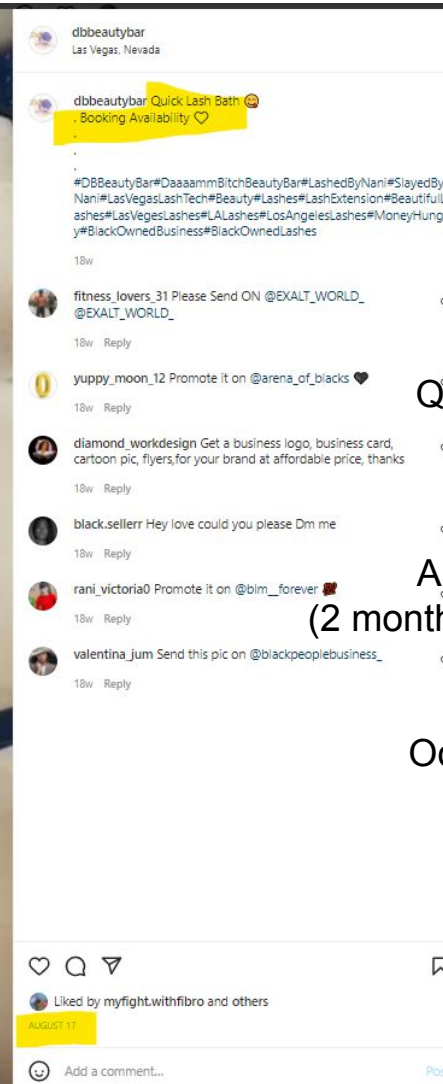 dbbeautybar
Las Vegas, Nevada
dbbeautybar Quick Lash Bath 😋
. Booking Availability ♡
.
.
.
#DBBeautyBar#DaaaammBitchBeautyBar#LashedByNani#SlayedBy
Nani#LasVegasLashTech#Beauty#Lashes#LashExtension#BeautifulL
ashes#LasVegesLashes#LALashes#LosAngelesLashes#MoneyHung
y#BlackOwnedBusiness#BlackOwnedLashes
18w
fitness_lovers_31 Please Send ON @EXALT_WORLD_
@EXALT_WORLD_
18w Reply
yuppy_moon_12 Promote it on @arena_of_blacks 🖤
18w Reply
Q
diamond_workdesign Get a business logo, business card,
cartoon pic, flyers,for your brand at affordable price, thanks
18w Reply
black.sellerr Hey love could you please Dm me
18w Reply
A
rani_victoria0 Promote it on @blm__forever
18w Reply
(2 month
valentina_jum Send this pic on @blackpeoplebusiness_
18w Reply
Oc
Liked by myfight.withfibro and others
AUGUST 17
Add a comment...
Pos